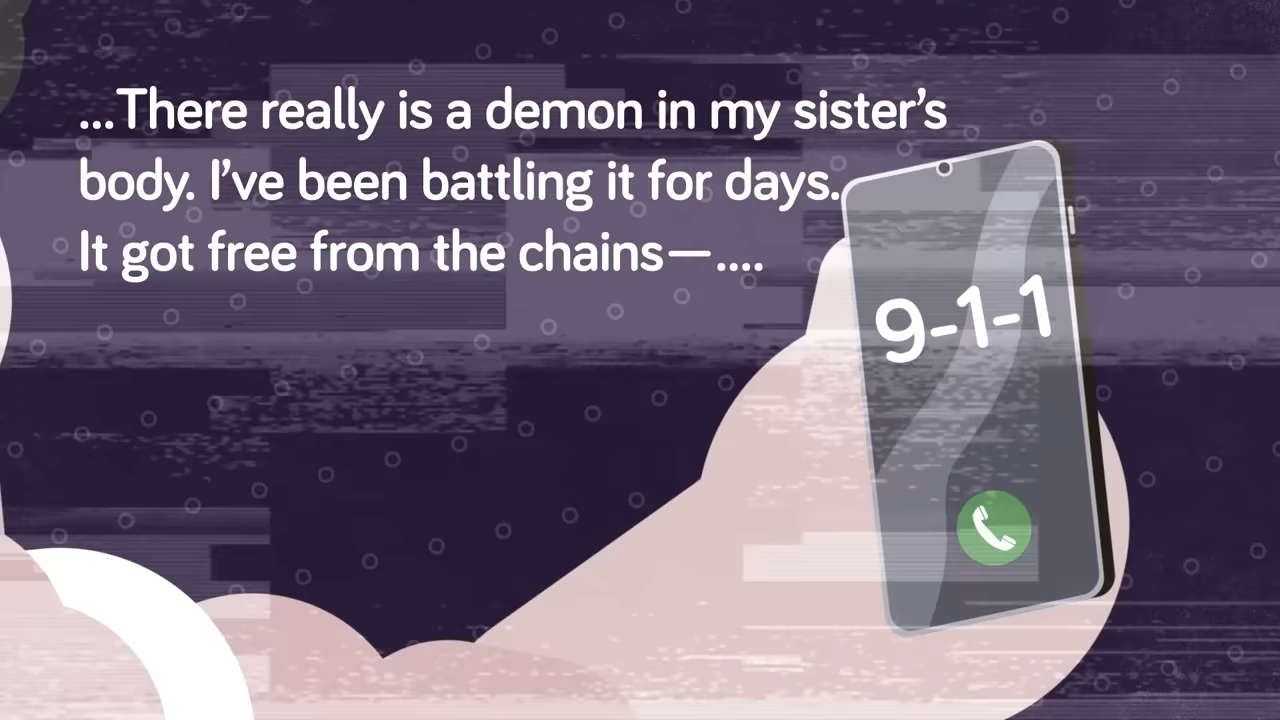 ...There really is a demon in my sister’s
body. I’ve been battling it for days.
It got free from the chains—....
9-1-1